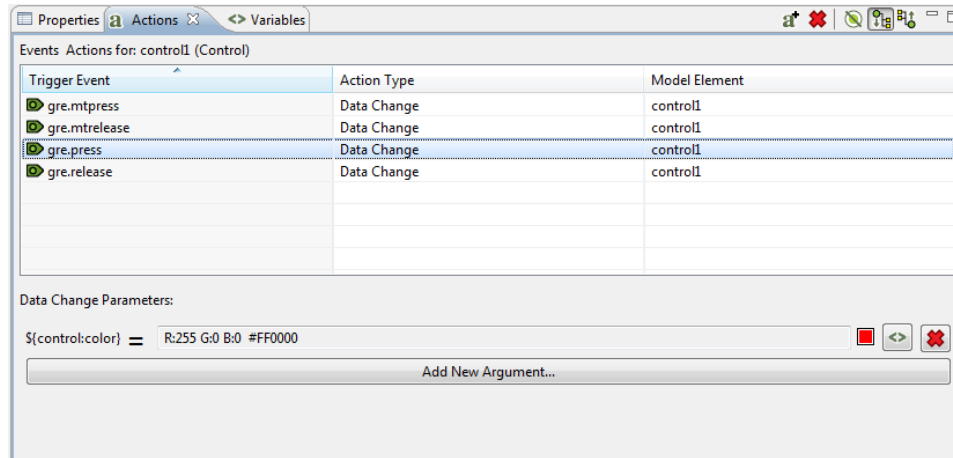 Properties a Actions <> Variables
Events Actions for: control1 (Control)
Trigger Event Action Type Model Element
gre.mtpress Data Change control1
gre.mtrelease Data Change control1
gre.press Data Change control1
gre.release Data Change control1
Data Change Parameters:
${control:color} = R:255 G:0 B:0 #FF0000 <>
Add New Argument...